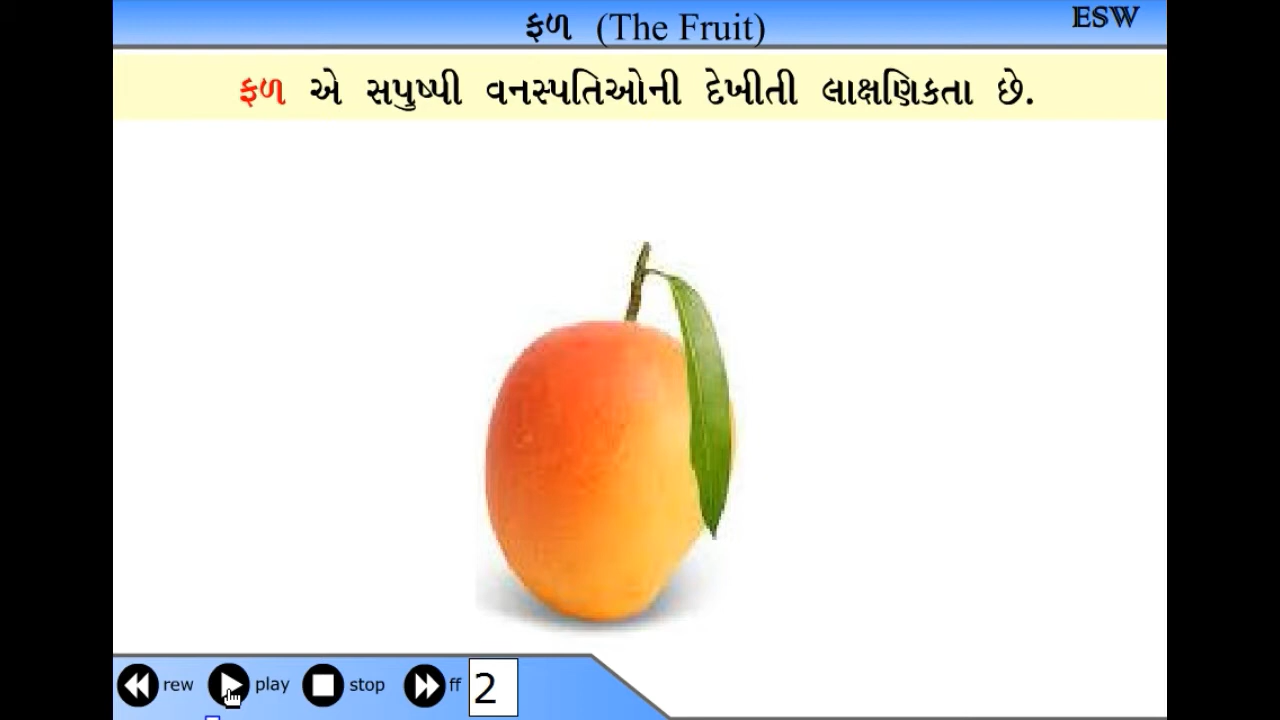 ફળ (The Fruit)
ESW
ફળ એ સપુષ્પી વનસ્પતિઓની દેખીતી લાક્ષણિકતા છે.
rew play stop ff 2